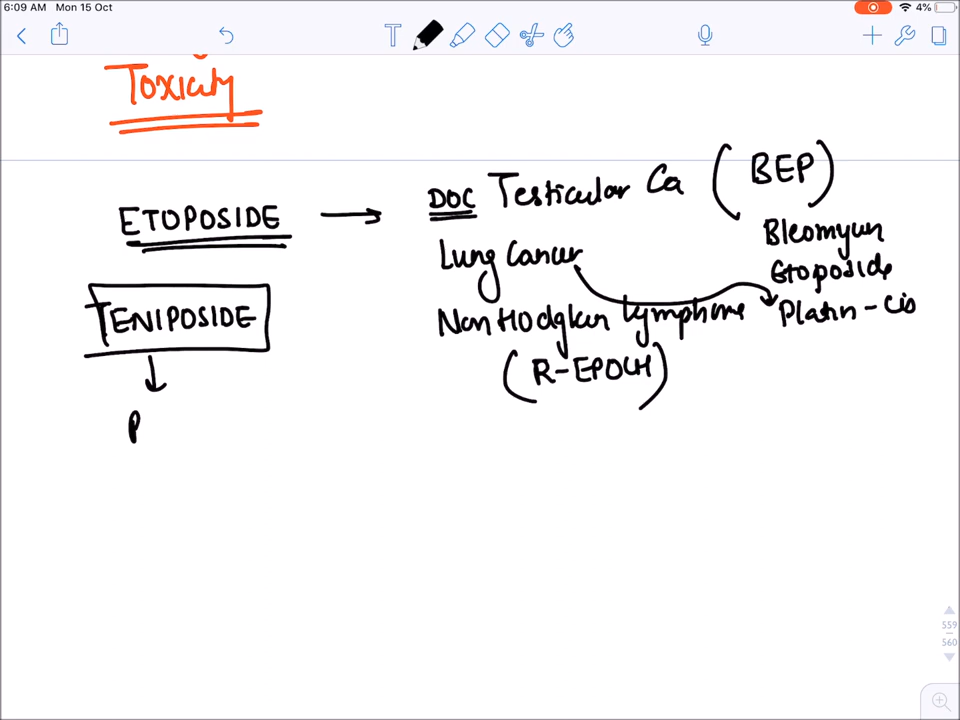 6:09 AM Mon 15 Oct
4%
T
Toxicity
ETOPOSIDE → DOC Testicular Ca (BEP)
Bleomycin
Lung Cancer
Etoposide
Non Hodgkin Lymphoma
Platin - Cis
TENIPOSIDE
(R-EPOCH)
P
559
560